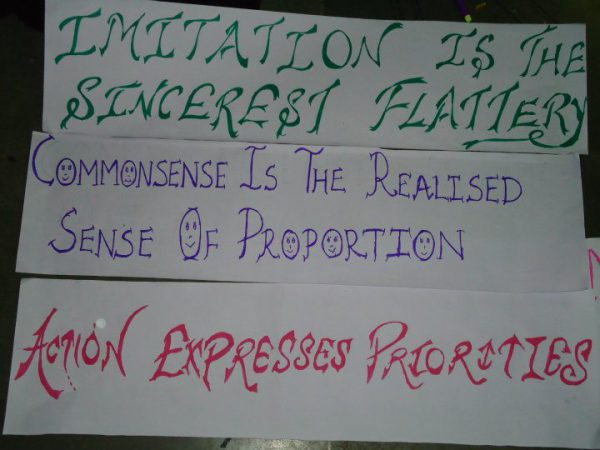 IMITATION IS THE
SINCEREST FLATTERY
COMMONSENSE IS THE REALISED
SENSE OF PROPORTION
ACTION EXPRESSES PRIORITIES